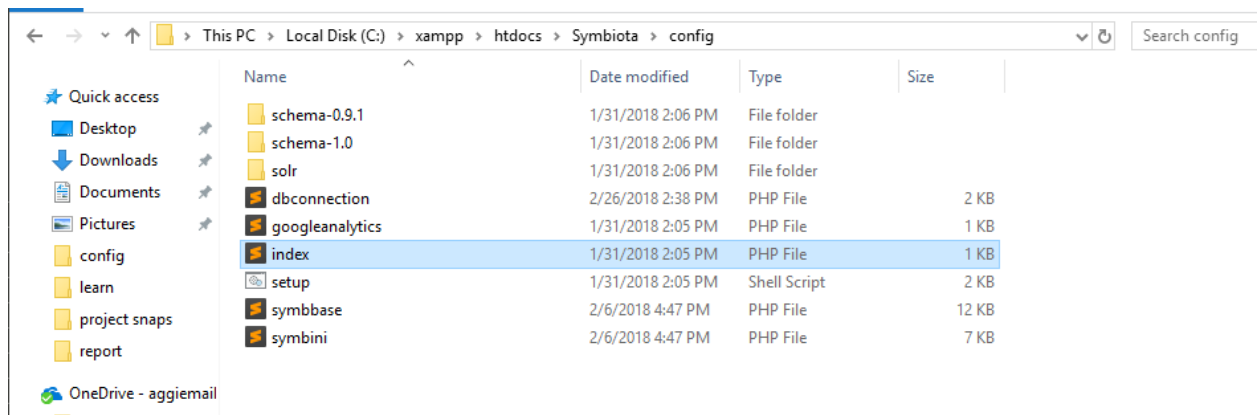 This PC > Local Disk (C:) > xampp > htdocs > Symbiota > config Search config
Name Date modified Type Size
Quick access
Desktop
Downloads
Documents
Pictures
config
learn
project snaps
report
OneDrive - aggiemail
schema-0.9.1 1/31/2018 2:06 PM File folder
schema-1.0 1/31/2018 2:06 PM File folder
solr 1/31/2018 2:06 PM File folder
dbconnection 2/26/2018 2:38 PM PHP File 2 KB
googleanalytics 1/31/2018 2:05 PM PHP File 1 KB
index 1/31/2018 2:05 PM PHP File 1 KB
setup 1/31/2018 2:05 PM Shell Script 2 KB
symbbase 2/6/2018 4:47 PM PHP File 12 KB
symbini 2/6/2018 4:47 PM PHP File 7 KB